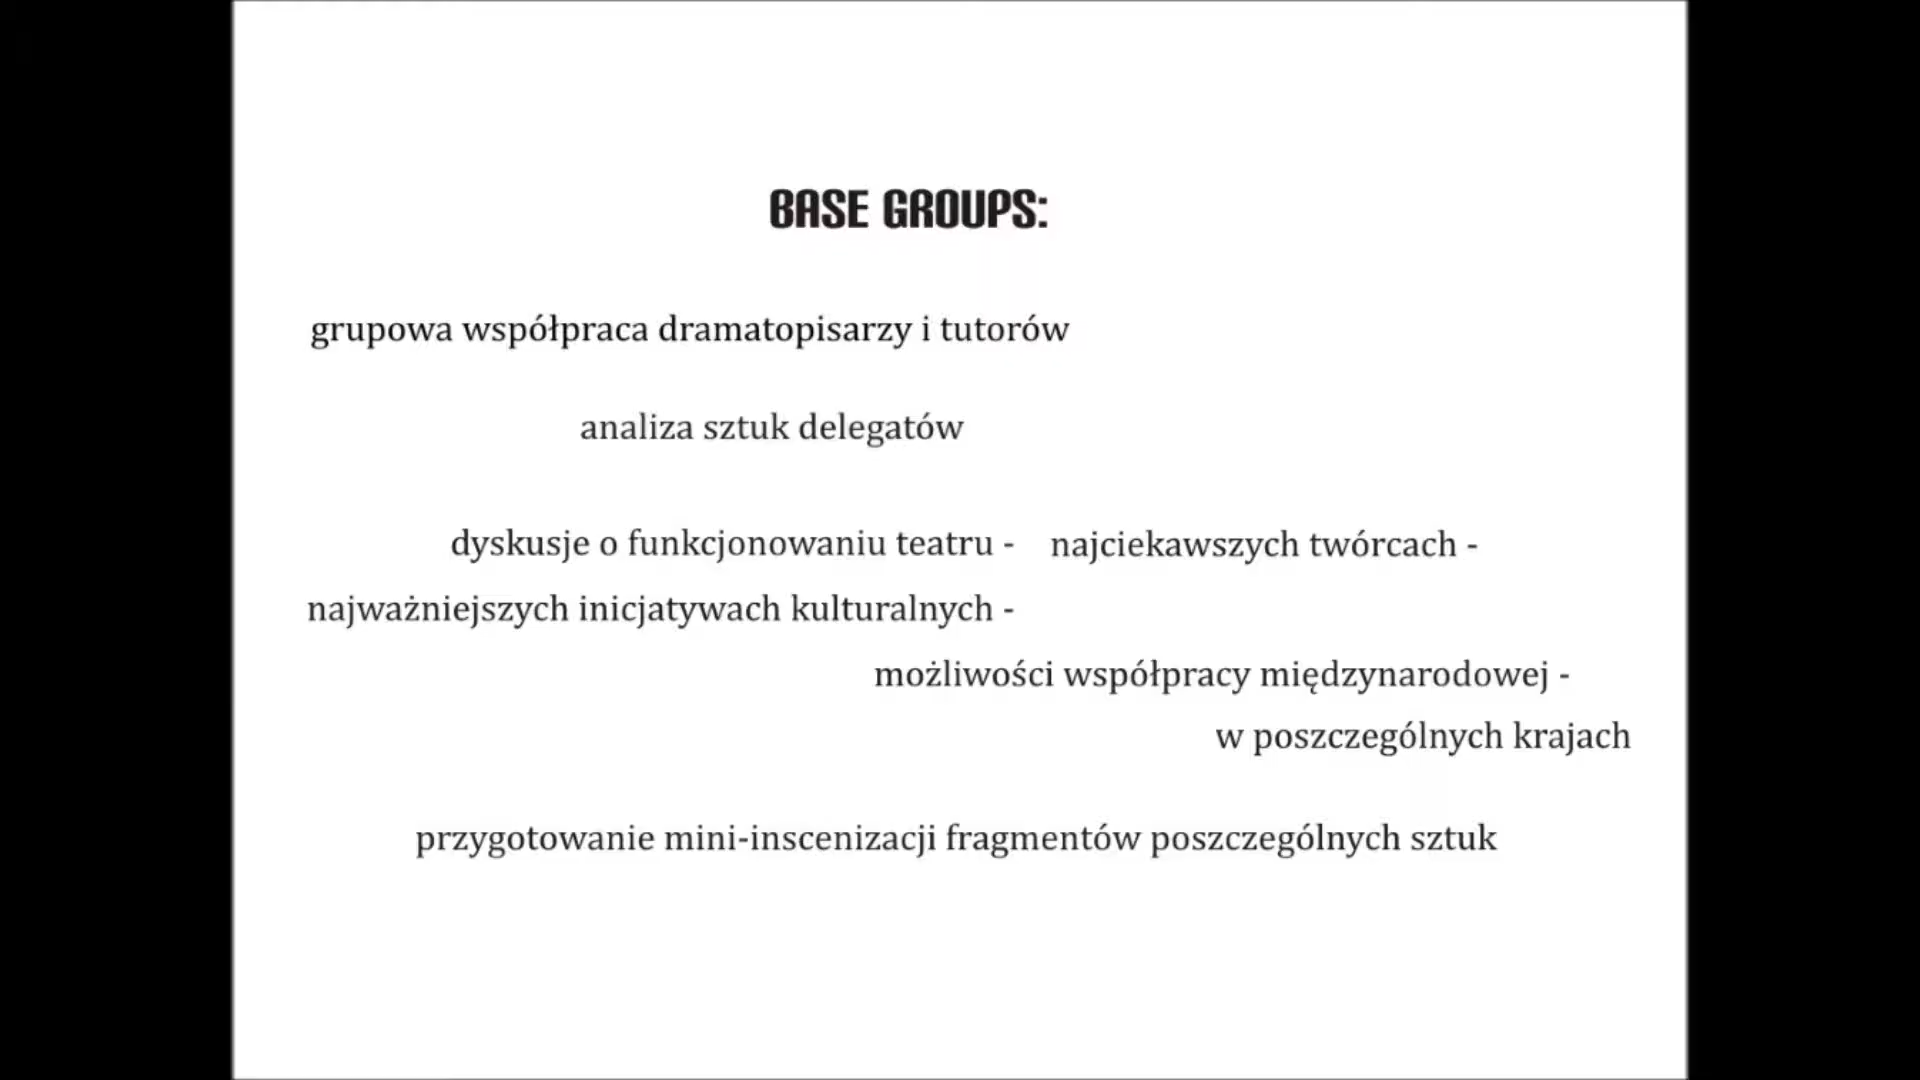 BASE GROUPS:
grupowa współpraca dramatopisarzy i tutorów
analiza sztuk delegatów
dyskusje o funkcjonowaniu teatru - najciekawszych twórcach -
najważniejszych inicjatywach kulturalnych -
możliwości współpracy międzynarodowej -
w poszczególnych krajach
przygotowanie mini-inscenizacji fragmentów poszczególnych sztuk